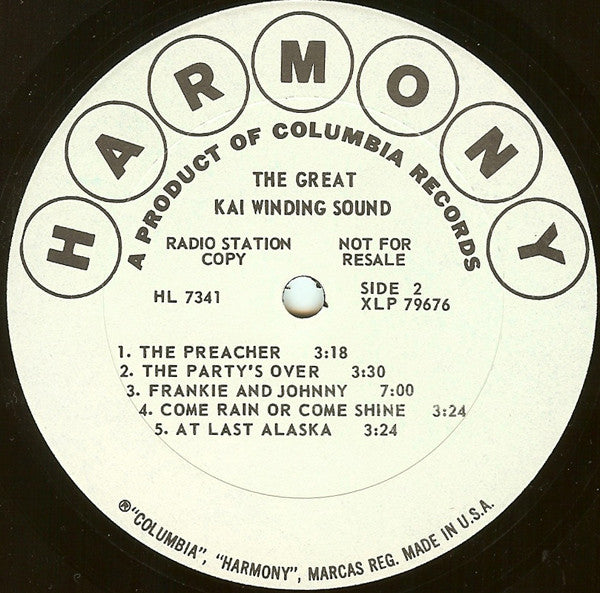 HARMONY
A PRODUCT OF COLUMBIA RECORDS
THE GREAT
KAI WINDING SOUND
RADIO STATION COPY
NOT FOR RESALE
HL 7341
SIDE 2
XLP 79676
1. THE PREACHER 3:18
2. THE PARTY'S OVER 3:30
3. FRANKIE AND JOHNNY 7:00
4. COME RAIN OR COME SHINE 3:24
5. AT LAST ALASKA 3:24
®"COLUMBIA", "HARMONY", MARCAS REG. MADE IN U.S.A.